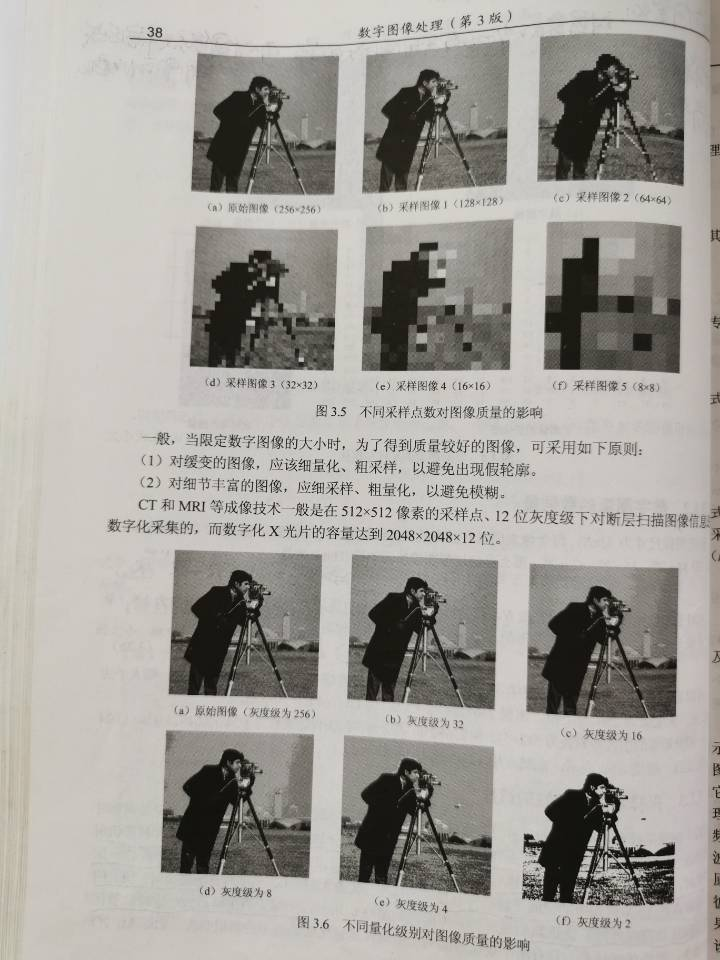 38
数字图像处理（第3版）
（a）原始图像（256×256）
（b）采样图像1（128×128）
（c）采样图像2（64×64）
（d）采样图像3（32×32）
（e）采样图像4（16×16）
（f）采样图像5（8×8）
图3.5 不同采样点数对图像质量的影响
一般，当限定数字图像的大小时，为了得到质量较好的图像，可采用如下原则：
（1）对缓变的图像，应该细量化、粗采样，以避免出现假轮廓。
（2）对细节丰富的图像，应细采样、粗量化，以避免模糊。
CT和MRI等成像技术一般是在512×512像素的采样点、12位灰度级下对断层扫描图像信息
数字化采集的，而数字化X光片的容量达到2048×2048×12位。
（a）原始图像（灰度级为256）
（b）灰度级为32
（c）灰度级为16
（d）灰度级为8
（e）灰度级为4
（f）灰度级为2
图3.6 不同量化级别对图像质量的影响